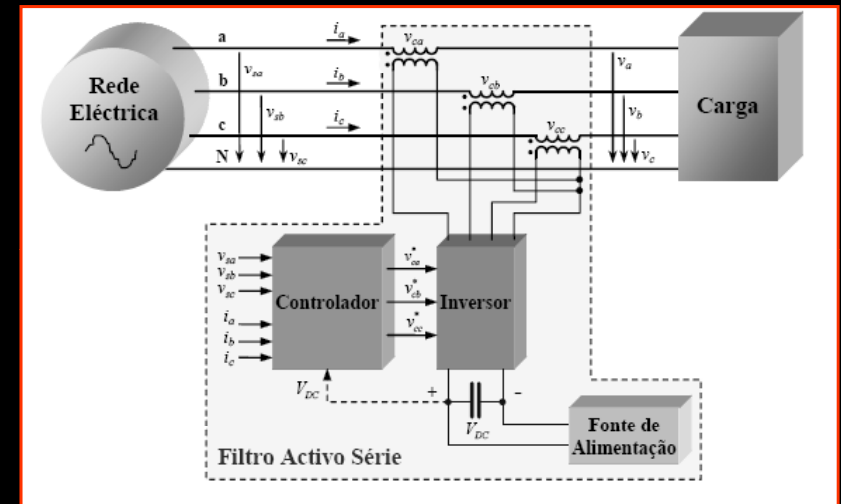 a
i_a
v_ca
Rede
Eléctrica
v_sa
v_a
b
i_b
v_cb
Carga
v_sb
v_b
c
i_c
v_cc
N
v_sc
v_c
v_sa
v_sb
v_sc
i_a
i_b
i_c
Controlador
v*_ca
v*_cb
v*_cc
Inversor
V_DC
+
-
V_DC
Fonte de
Alimentação
Filtro Activo Série